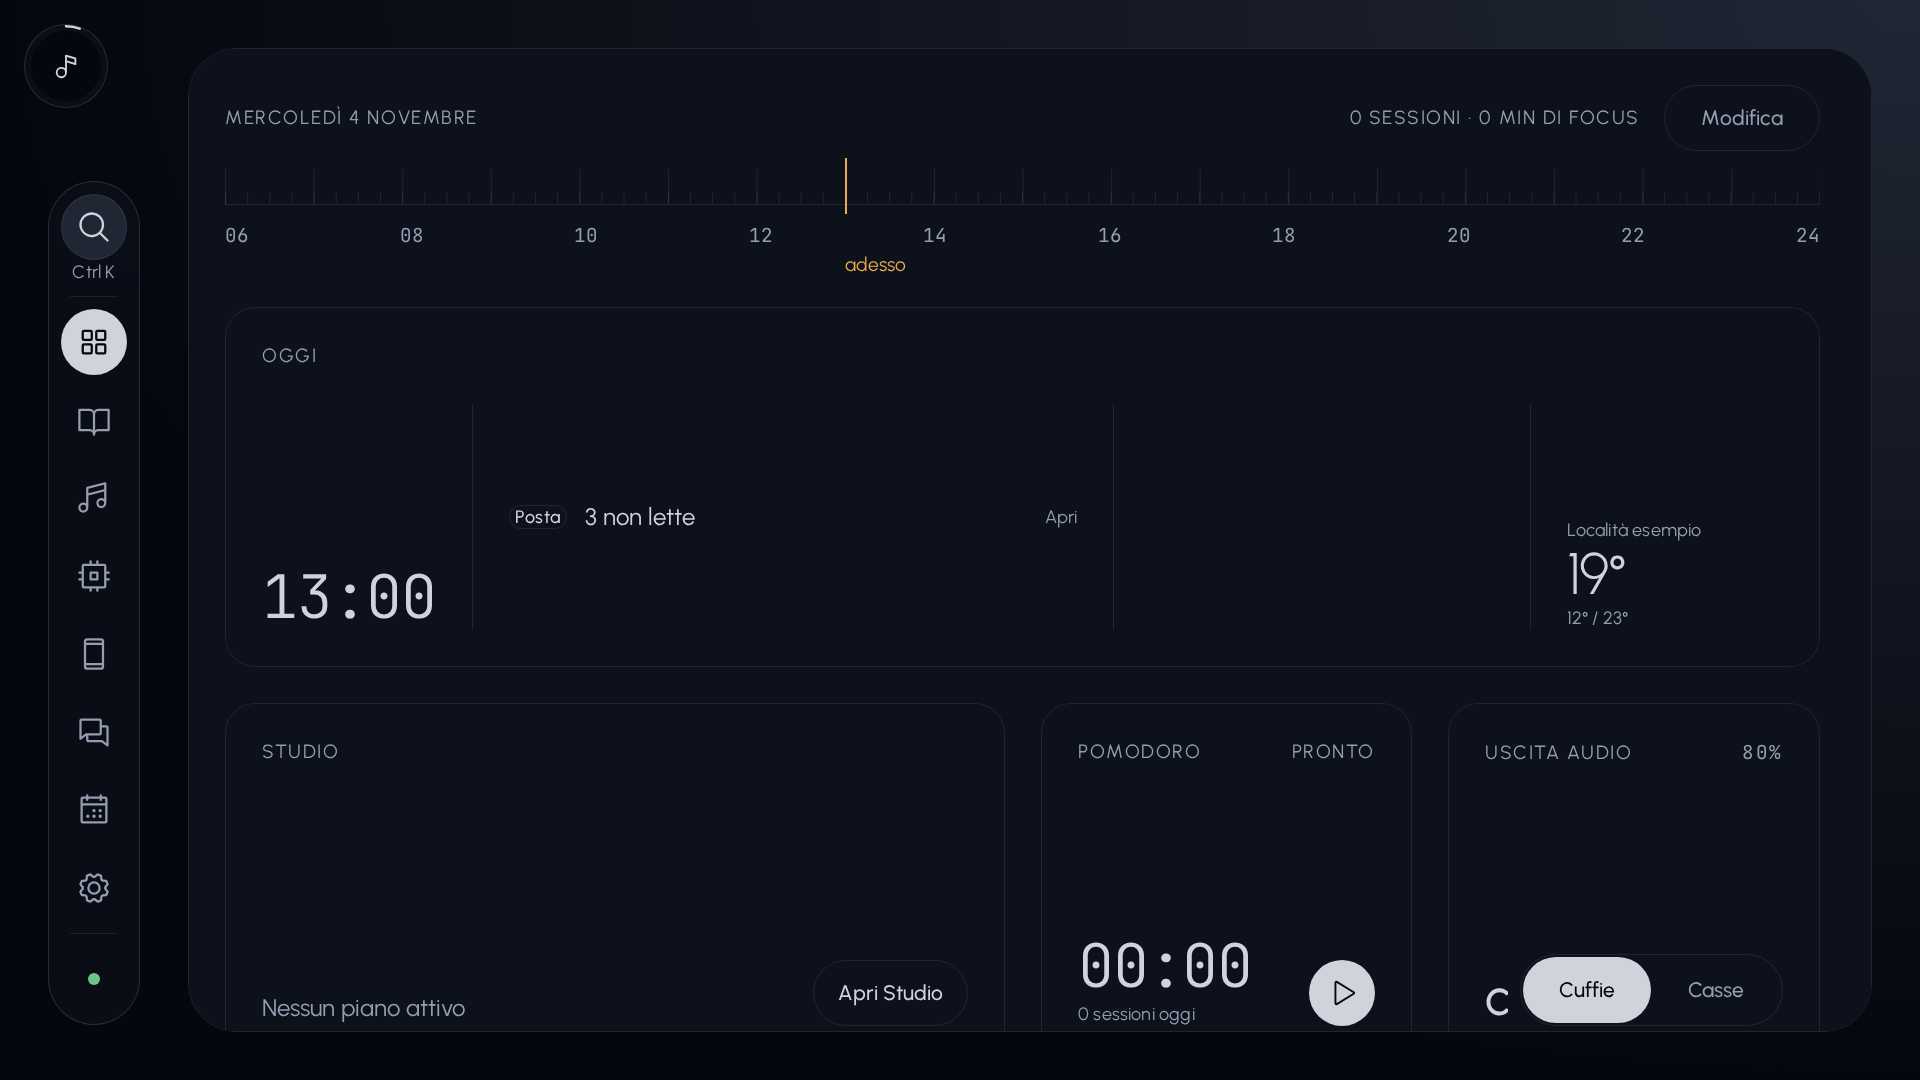 MERCOLEDÌ 4 NOVEMBRE
0 SESSIONI · 0 MIN DI FOCUS
Modifica
Ctrl K
06 08 10 12 14 16 18 20 22 24
adesso
OGGI
13:00
Posta 3 non lette Apri
Località esempio
19°
12° / 23°
STUDIO
Nessun piano attivo
Apri Studio
POMODORO PRONTO
00:00
0 sessioni oggi
USCITA AUDIO 80%
C
Cuffie Casse